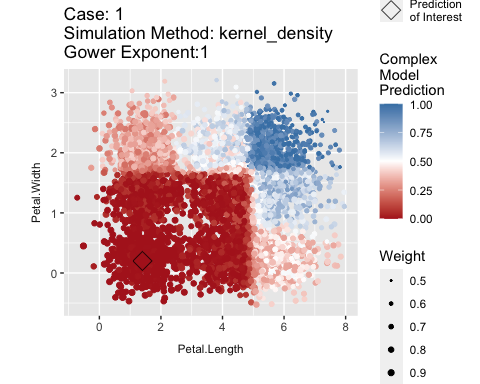 Case: 1
Simulation Method: kernel_density
Gower Exponent:1
Prediction
of Interest
Complex
Model
Prediction
1.00
0.75
0.50
0.25
0.00
Weight
0.5
0.6
0.7
0.8
0.9
Petal.Width
3
2
1
0
0 2 4 6 8
Petal.Length